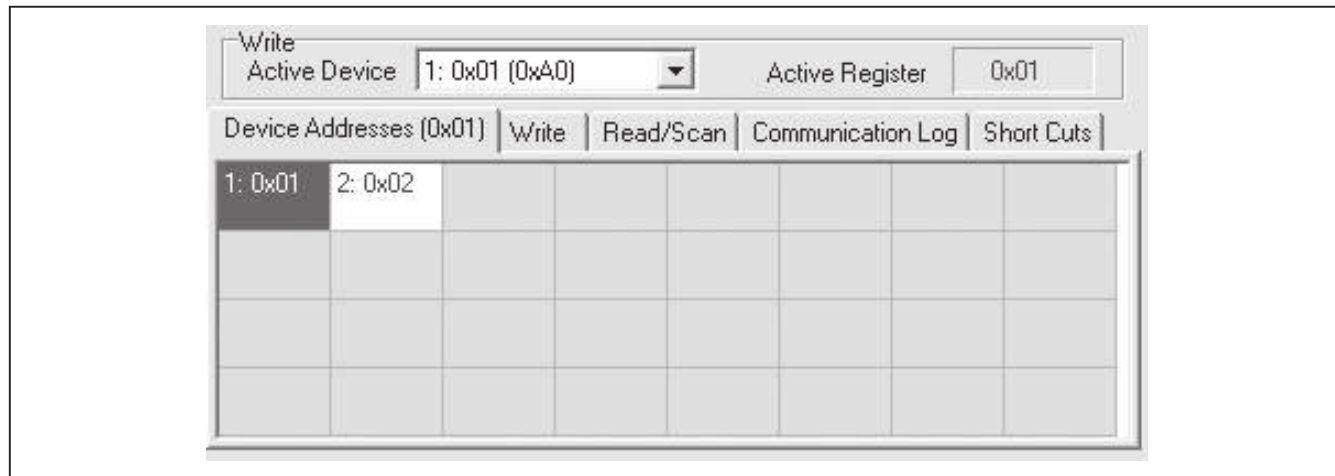 Write
Active Device 1: 0x01 (0xA0) Active Register 0x01
Device Addresses (0x01) Write Read/Scan Communication Log Short Cuts
1: 0x01 2: 0x02